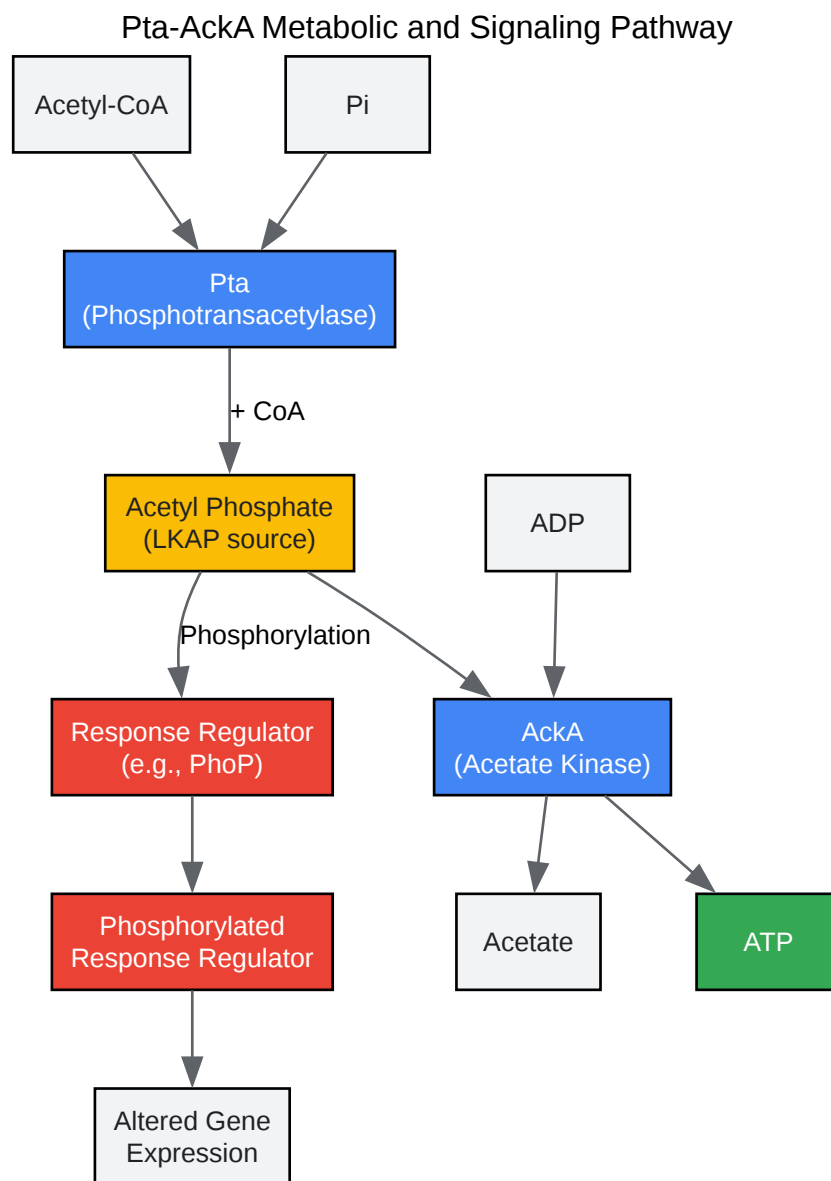 Pta-AckA Metabolic and Signaling Pathway
Acetyl-CoA
Pi
Pta
(Phosphotransacetylase)
+ CoA
Acetyl Phosphate
(LKAP source)
ADP
Phosphorylation
Response Regulator
(e.g., PhoP)
AckA
(Acetate Kinase)
Phosphorylated
Response Regulator
Acetate
ATP
Altered Gene
Expression